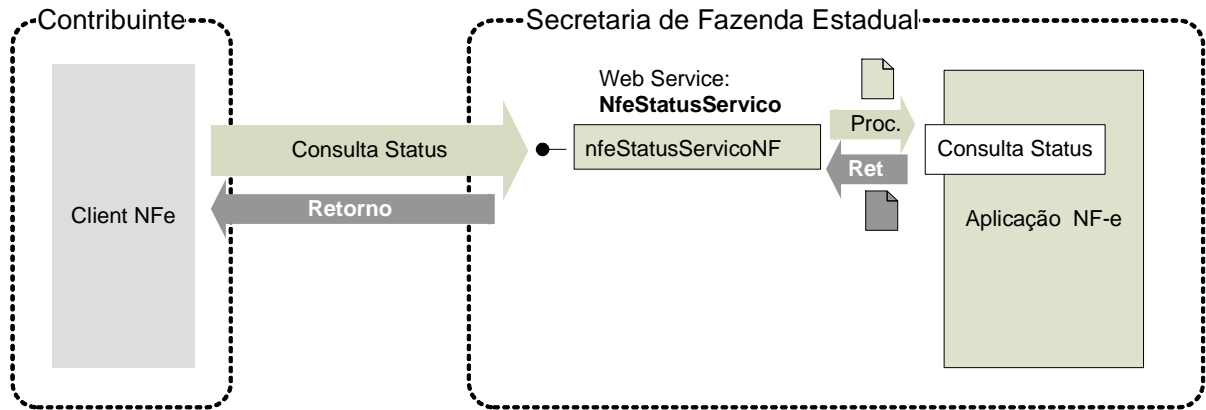 Contribuinte
Secretaria de Fazenda Estadual
Client NFe
Consulta Status
Retorno
Web Service:
NfeStatusServico
nfeStatusServicoNF
Proc.
Ret
Consulta Status
Aplicação NF-e